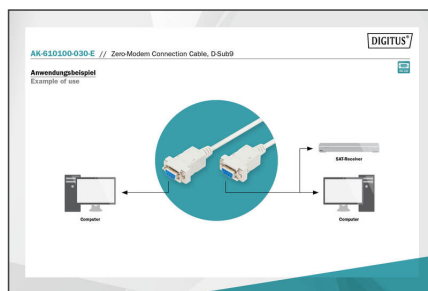 DIGITUS®
AK-610100-030-E // Zero-Modem Connection Cable, D-Sub9
Anwendungsbeispiel
Example of use
SAT-Receiver
Computer
Computer